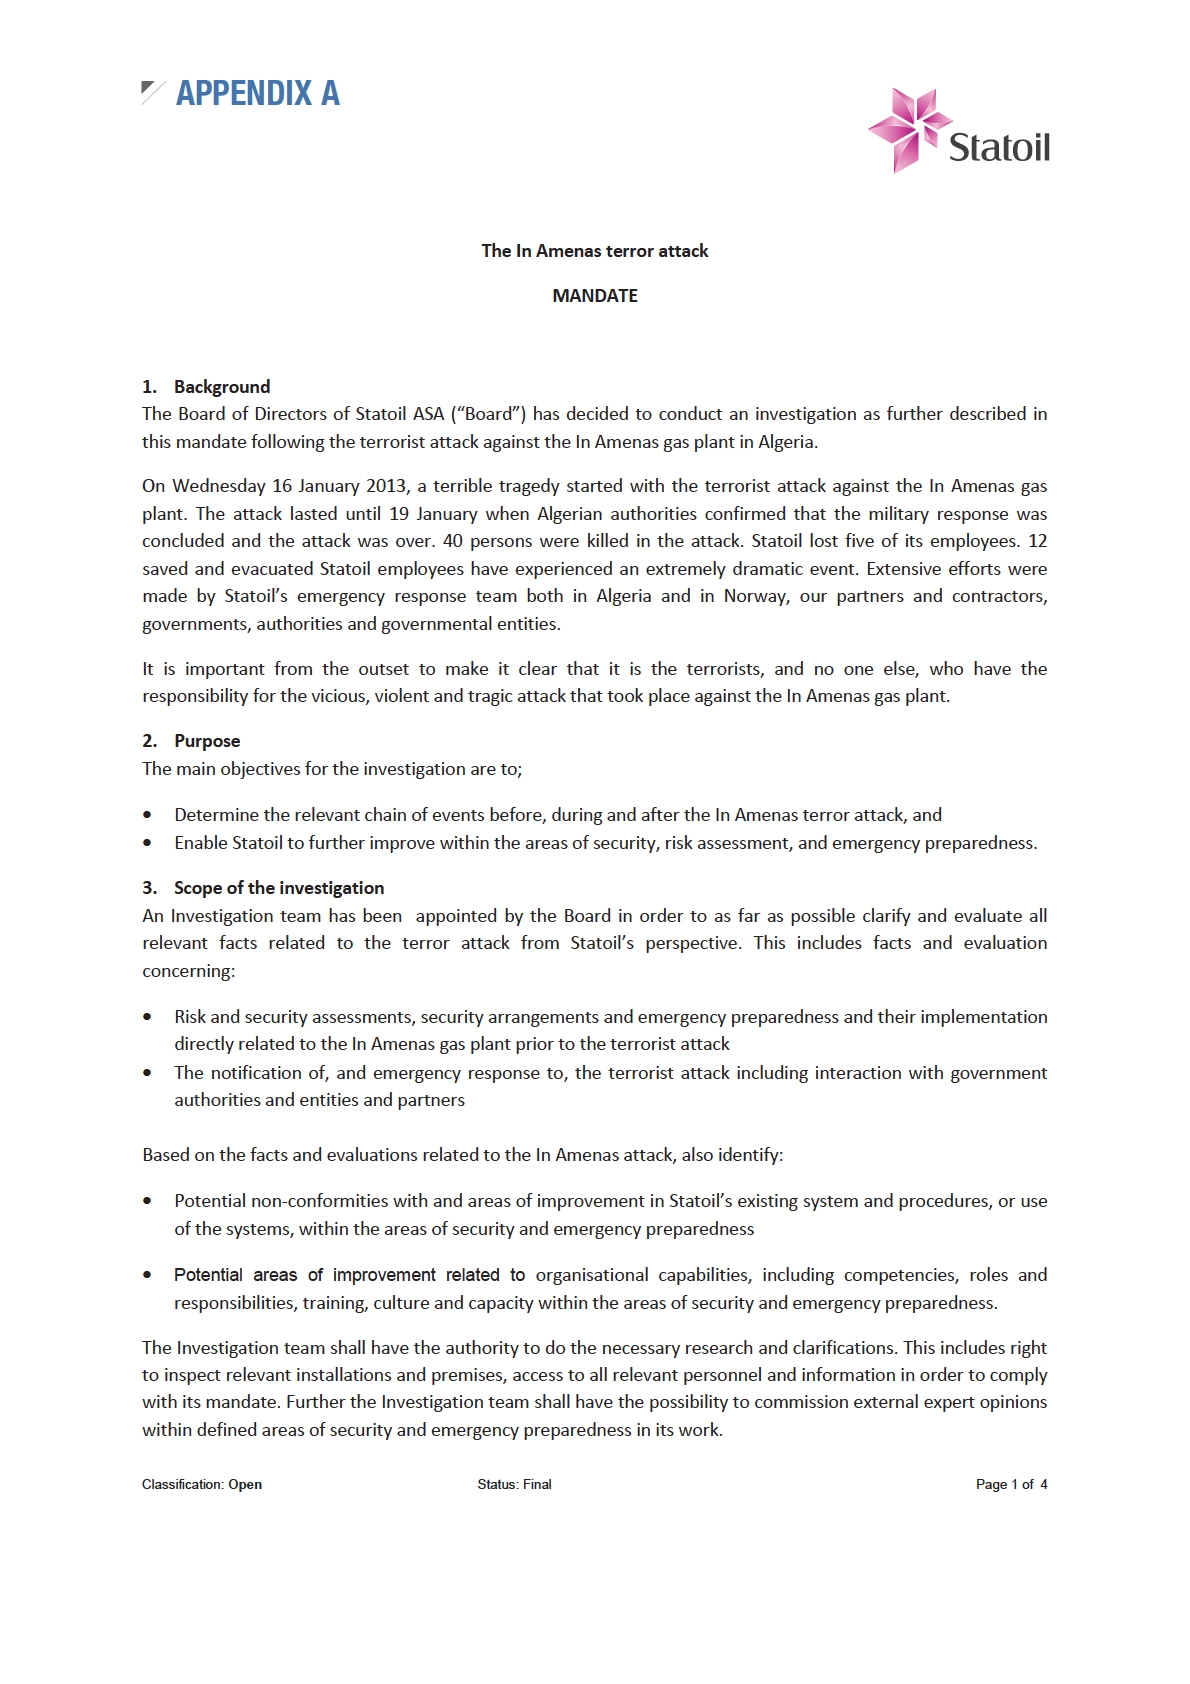 APPENDIX A
Statoil
The In Amenas terror attack
MANDATE
1. Background
The Board of Directors of Statoil ASA (“Board”) has decided to conduct an investigation as further described in
this mandate following the terrorist attack against the In Amenas gas plant in Algeria.
On Wednesday 16 January 2013, a terrible tragedy started with the terrorist attack against the In Amenas gas
plant. The attack lasted until 19 January when Algerian authorities confirmed that the military response was
concluded and the attack was over. 40 persons were killed in the attack. Statoil lost five of its employees. 12
saved and evacuated Statoil employees have experienced an extremely dramatic event. Extensive efforts were
made by Statoil’s emergency response team both in Algeria and in Norway, our partners and contractors,
governments, authorities and governmental entities.
It is important from the outset to make it clear that it is the terrorists, and no one else, who have the
responsibility for the vicious, violent and tragic attack that took place against the In Amenas gas plant.
2. Purpose
The main objectives for the investigation are to;
• Determine the relevant chain of events before, during and after the In Amenas terror attack, and
• Enable Statoil to further improve within the areas of security, risk assessment, and emergency preparedness.
3. Scope of the investigation
An Investigation team has been appointed by the Board in order to as far as possible clarify and evaluate all
relevant facts related to the terror attack from Statoil’s perspective. This includes facts and evaluation
concerning:
• Risk and security assessments, security arrangements and emergency preparedness and their implementation
directly related to the In Amenas gas plant prior to the terrorist attack
• The notification of, and emergency response to, the terrorist attack including interaction with government
authorities and entities and partners
Based on the facts and evaluations related to the In Amenas attack, also identify:
• Potential non-conformities with and areas of improvement in Statoil’s existing system and procedures, or use
of the systems, within the areas of security and emergency preparedness
• Potential areas of improvement related to organisational capabilities, including competencies, roles and
responsibilities, training, culture and capacity within the areas of security and emergency preparedness.
The Investigation team shall have the authority to do the necessary research and clarifications. This includes right
to inspect relevant installations and premises, access to all relevant personnel and information in order to comply
with its mandate. Further the Investigation team shall have the possibility to commission external expert opinions
within defined areas of security and emergency preparedness in its work.
Classification: Open Status: Final Page 1 of 4